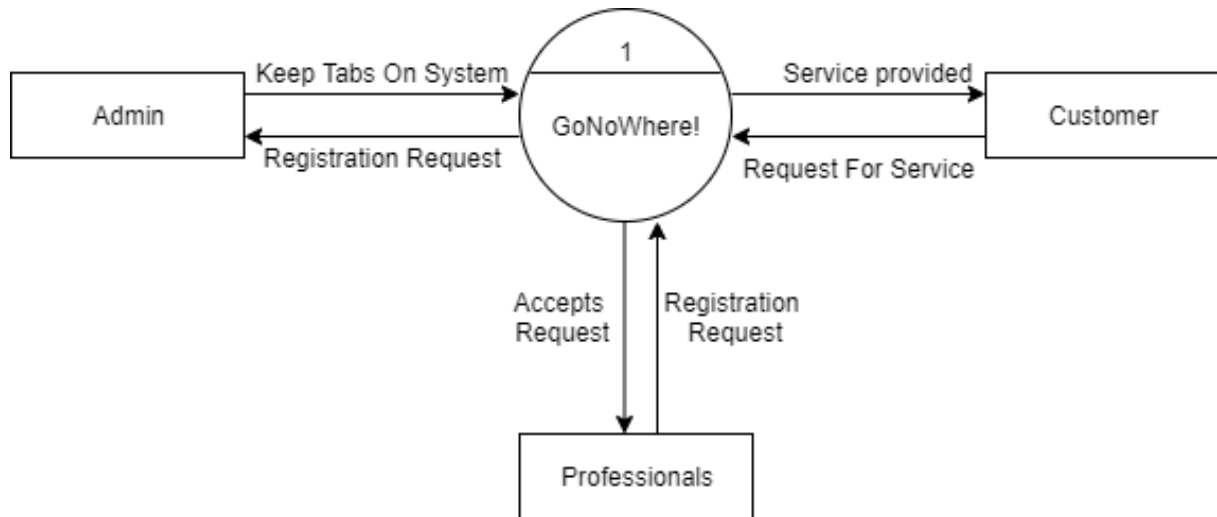 1
Keep Tabs On System
Service provided
Admin
GoNoWhere!
Customer
Registration Request
Request For Service
Accepts
Request
Registration
Request
Professionals